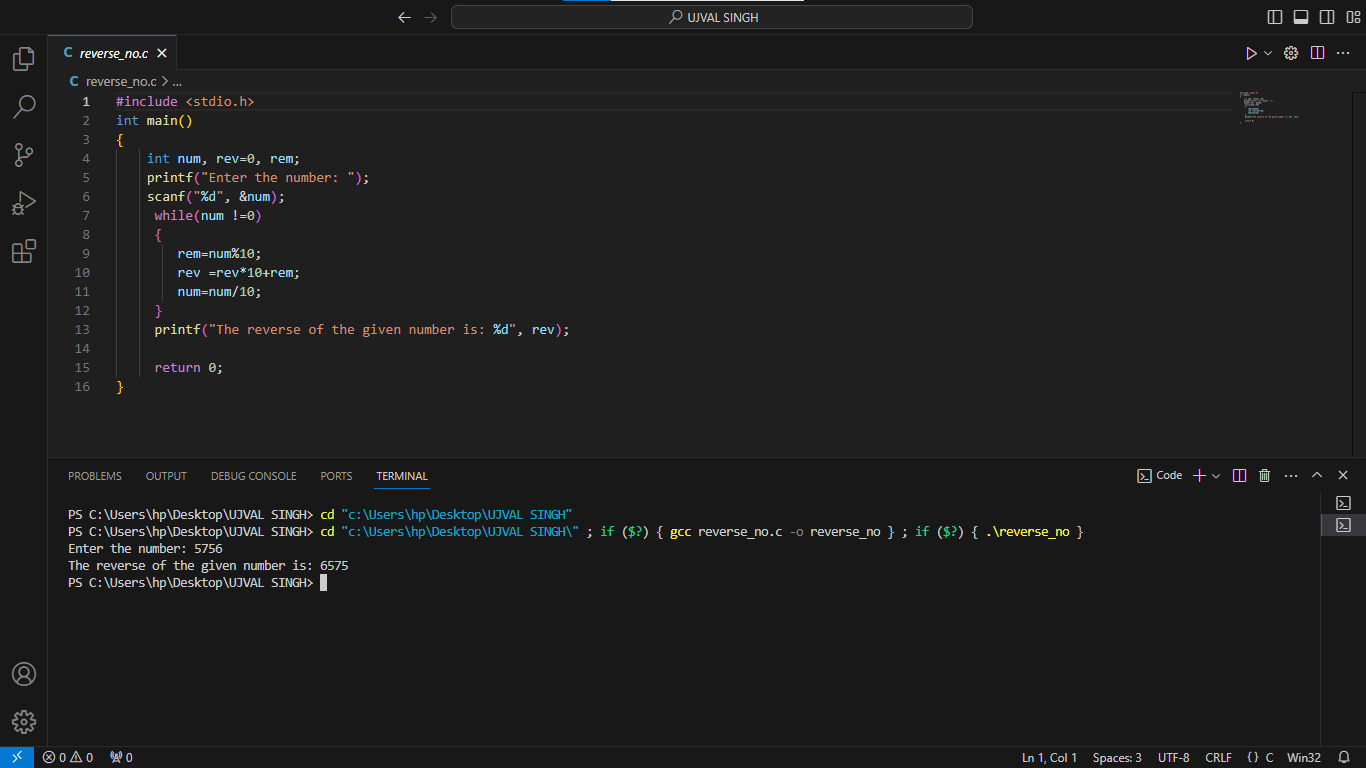 UJVAL SINGH
C reverse_no.c
C reverse_no.c > ...
1 #include <stdio.h>
2 int main()
3 {
4 int num, rev=0, rem;
5 printf("Enter the number: ");
6 scanf("%d", &num);
7 while(num !=0)
8 {
9 rem=num%10;
10 rev =rev*10+rem;
11 num=num/10;
12 }
13 printf("The reverse of the given number is: %d", rev);
14
15 return 0;
16 }
PROBLEMS OUTPUT DEBUG CONSOLE PORTS TERMINAL Code
PS C:\Users\hp\Desktop\UJVAL SINGH> cd "c:\Users\hp\Desktop\UJVAL SINGH"
PS C:\Users\hp\Desktop\UJVAL SINGH> cd "c:\Users\hp\Desktop\UJVAL SINGH\" ; if ($?) { gcc reverse_no.c -o reverse_no } ; if ($?) { .\reverse_no }
Enter the number: 5756
The reverse of the given number is: 6575
PS C:\Users\hp\Desktop\UJVAL SINGH>
0 0 0 Ln 1, Col 1 Spaces: 3 UTF-8 CRLF {} C Win32